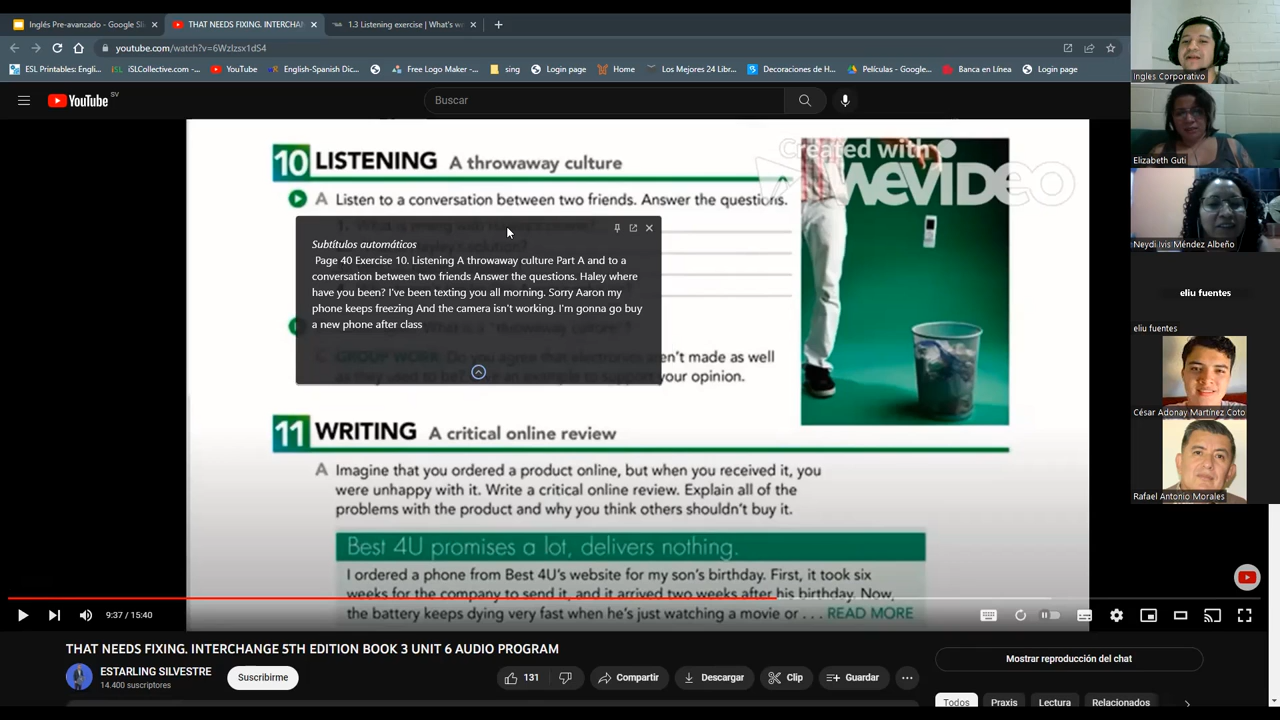 Inglés Pre-avanzado - Google Sli
THAT NEEDS FIXING. INTERCHAN
1.3 Listening exercise | What's w
youtube.com/watch?v=6Wzlzsx1dS4
ESL Printables: Engli...
iSLCollective.com -...
YouTube
English-Spanish Dic...
Free Logo Maker -...
sing
Login page
Home
Los Mejores 24 Libr...
Decoraciones de H...
Películas - Google...
Banca en Línea
Login page
YouTube SV
Buscar
Created with
WEVIDEO
10 LISTENING A throwaway culture
A Listen to a conversation between two friends. Answer the questions.
Subtítulos automáticos
Page 40 Exercise 10. Listening A throwaway culture Part A and to a
conversation between two friends Answer the questions. Haley where
have you been? I've been texting you all morning. Sorry Aaron my
phone keeps freezing And the camera isn't working. I'm gonna go buy
a new phone after class
GROUP WORK Do you agree that electronics aren't made as well
your opinion.
11 WRITING A critical online review
A Imagine that you ordered a product online, but when you received it, you
were unhappy with it. Write a critical online review. Explain all of the
problems with the product and why you think others shouldn't buy it.
Best 4U promises a lot, delivers nothing.
I ordered a phone from Best 4U's website for my son's birthday. First, it took six
weeks for the company to send it, and it arrived two weeks after his birthday. Now,
the battery keeps dying very fast when he's just watching a movie or . . . READ MORE
9:37 / 15:40
THAT NEEDS FIXING. INTERCHANGE 5TH EDITION BOOK 3 UNIT 6 AUDIO PROGRAM
ESTARLING SILVESTRE
14.400 suscriptores
Suscribirme
131
Compartir
Descargar
Clip
Guardar
Mostrar reproducción del chat
Todos
Praxis
Lectura
Relacionados
Ingles Corporativo
Elizabeth Guti
Neydi Ivis Méndez Albeño
eliu fuentes
eliu fuentes
César Adonay Martínez Coto
Rafael Antonio Morales